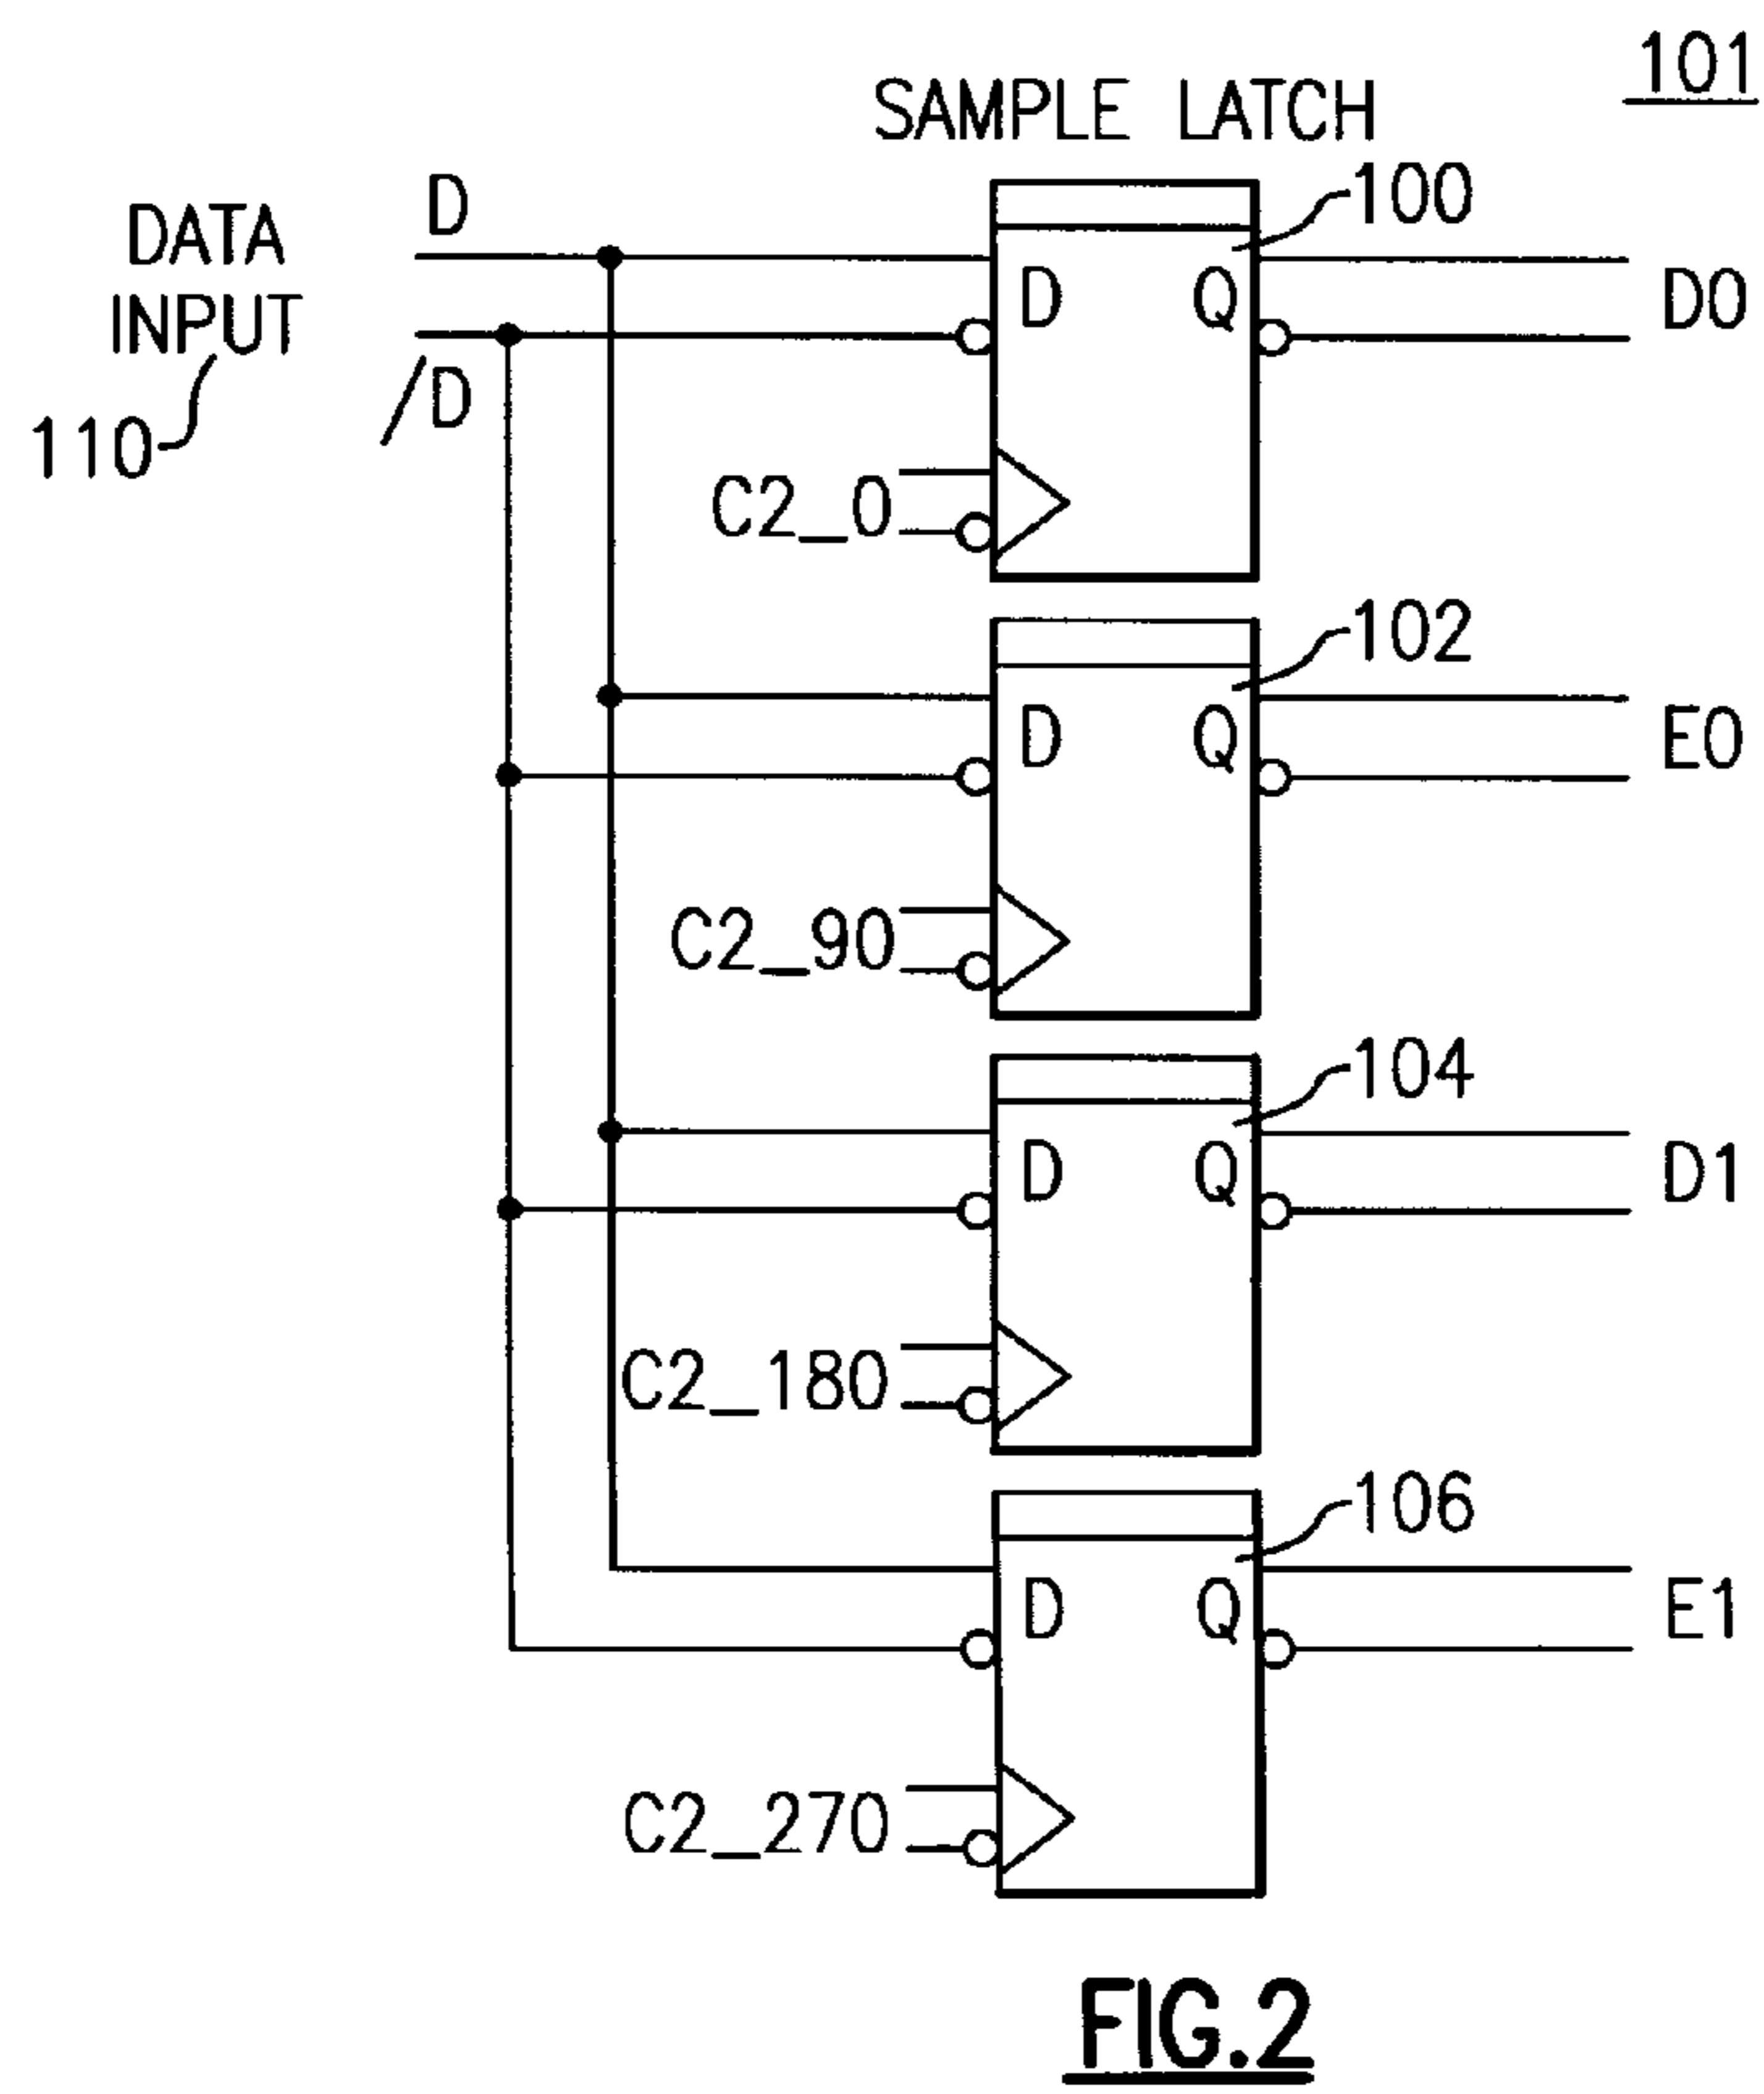 101
SAMPLE LATCH
100
D
DATA
INPUT
/D
110
D Q
D0
C2_0
102
D Q
E0
C2_90
104
D Q
D1
C2_180
106
D Q
E1
C2_270
FIG.2